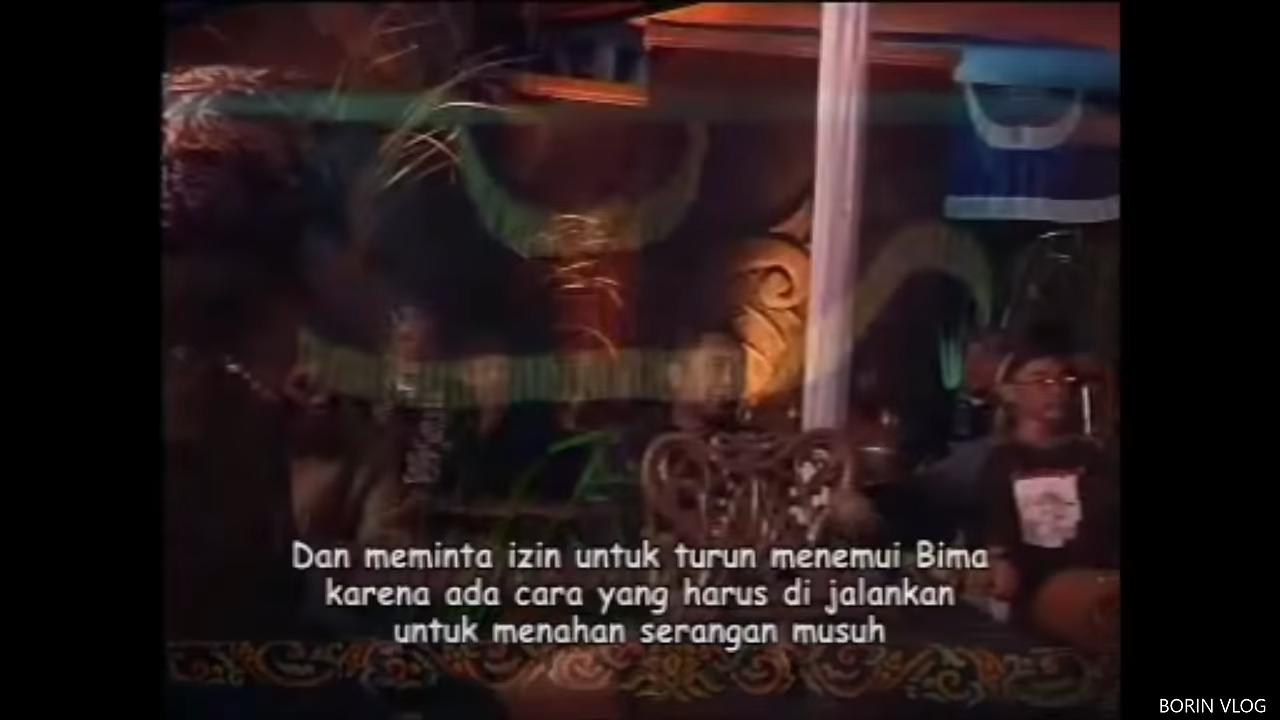 Dan meminta izin untuk turun menemui Bima
karena ada cara yang harus di jalankan
untuk menahan serangan musuh
BORIN VLOG